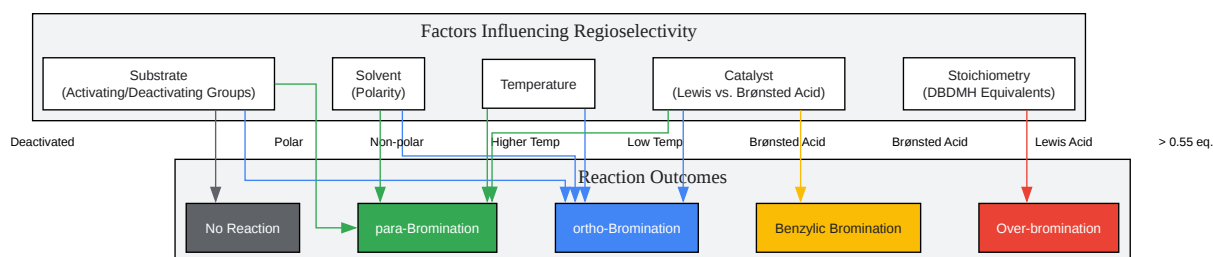 Factors Influencing Regioselectivity
Substrate
(Activating/Deactivating Groups)
Solvent
(Polarity)
Temperature
Catalyst
(Lewis vs. Brønsted Acid)
Stoichiometry
(DBDMH Equivalents)
Deactivated
Polar
Non-polar
Higher Temp
Low Temp
Brønsted Acid
Brønsted Acid
Lewis Acid
> 0.55 eq.
Reaction Outcomes
No Reaction
para-Bromination
ortho-Bromination
Benzylic Bromination
Over-bromination